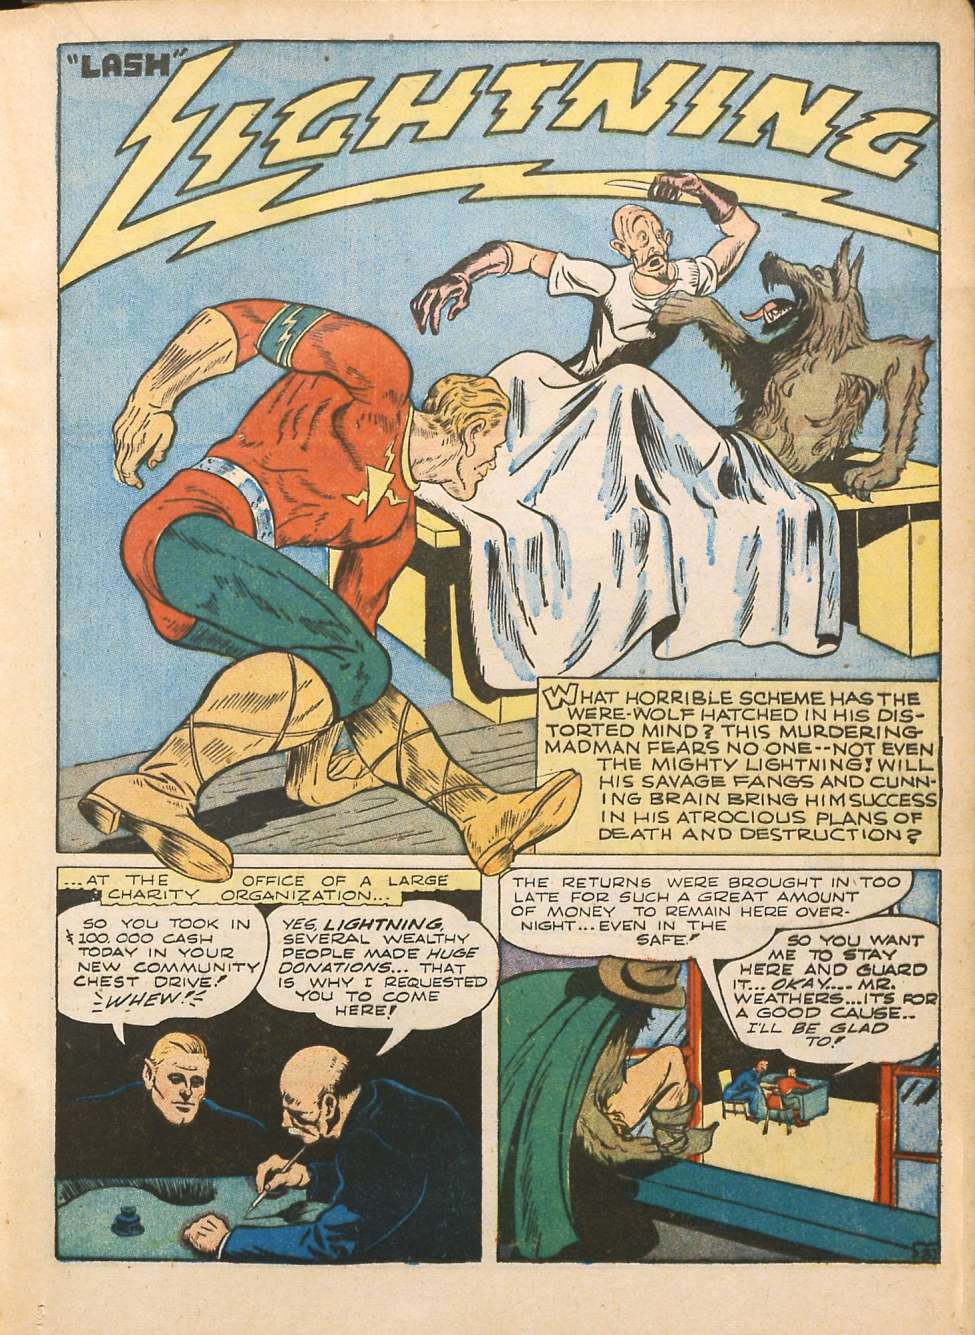 "LASH"
LIGHTNING
WHAT HORRIBLE SCHEME HAS THE
WERE-WOLF HATCHED IN HIS DIS-
TORTED MIND? THIS MURDERING
MADMAN FEARS NO ONE--NOT EVEN
THE MIGHTY LIGHTNING! WILL
HIS SAVAGE FANGS AND CUNN-
ING BRAIN BRING HIM SUCCESS
IN HIS ATROCIOUS PLANS OF
DEATH AND DESTRUCTION?
...AT THE OFFICE OF A LARGE
CHARITY ORGANIZATION...
SO YOU TOOK IN
$100,000 CASH
TODAY IN YOUR
NEW COMMUNITY
CHEST DRIVE!
WHEW!
YES, LIGHTNING,
SEVERAL WEALTHY
PEOPLE MADE HUGE
DONATIONS... THAT
IS WHY I REQUESTED
YOU TO COME
HERE!
THE RETURNS WERE BROUGHT IN TOO
LATE FOR SUCH A GREAT AMOUNT
OF MONEY TO REMAIN HERE OVER-
NIGHT...EVEN IN THE
SAFE!
SO YOU WANT
ME TO STAY
HERE AND GUARD
IT... OKAY.... MR.
WEATHERS...IT'S FOR
A GOOD CAUSE..
I'LL BE GLAD
TO!